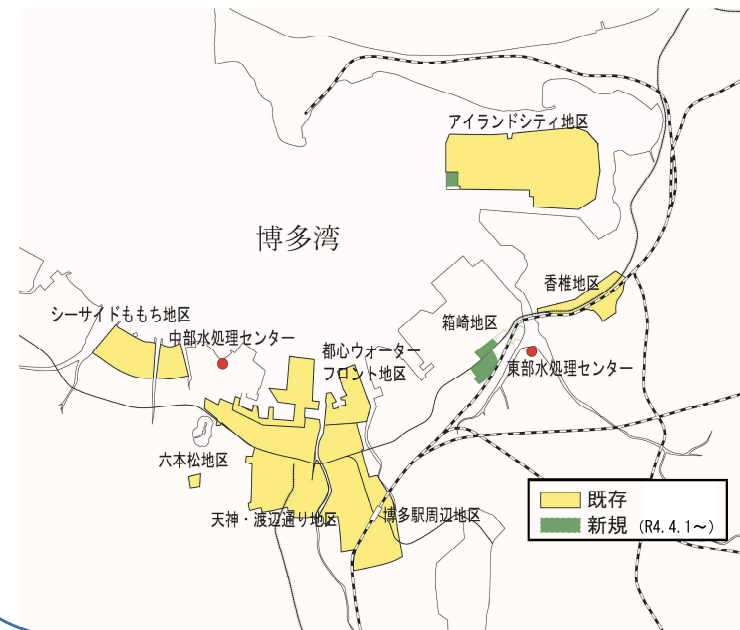 アイランドシティ地区
博多湾
香椎地区
シーサイドももち地区
箱崎地区
中部水処理センター
都心ウォーター
フロント地区
東部水処理センター
六本松地区
天神・渡辺通り地区
博多駅周辺地区
既存
新規 (R4.4.1~)